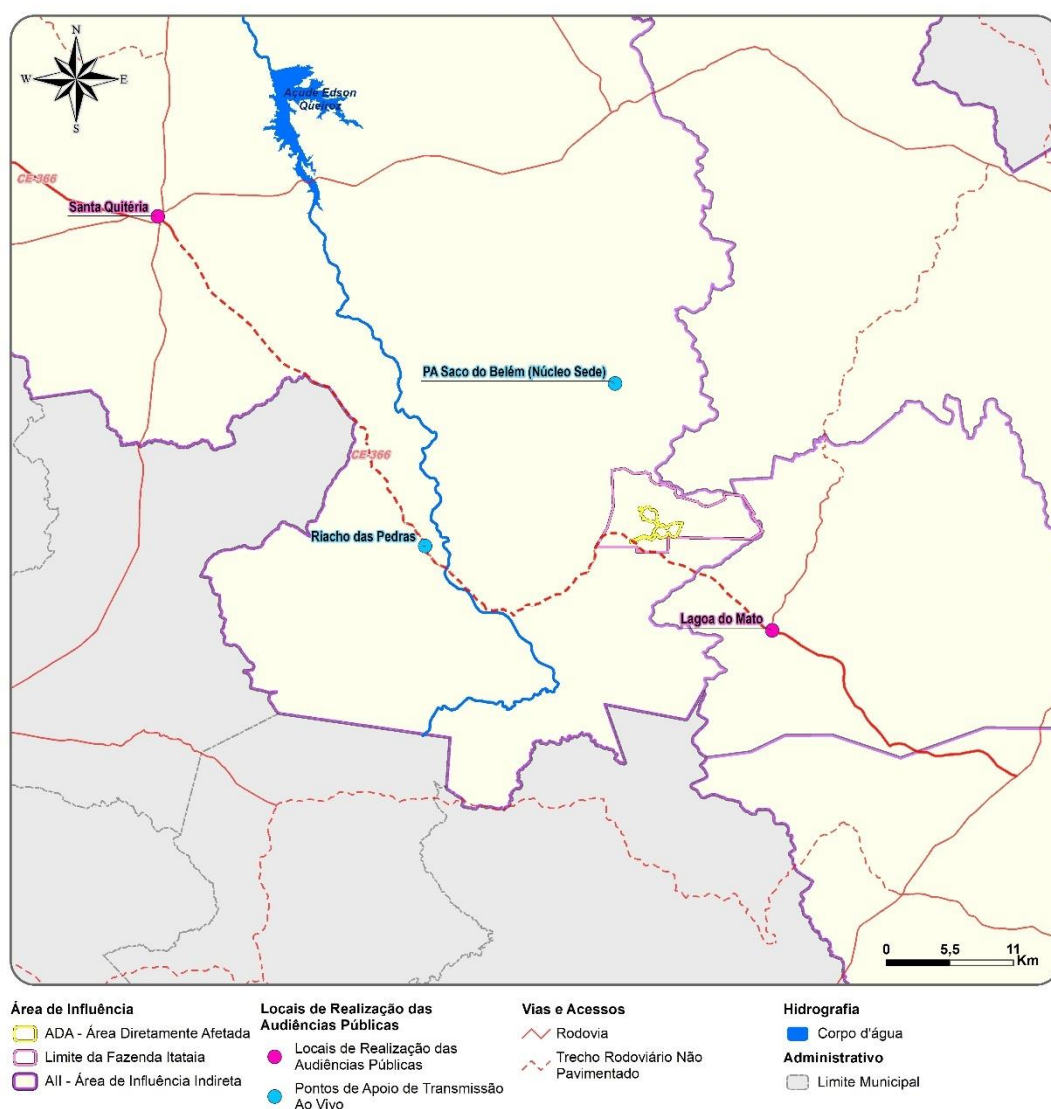 N
W
E
S
Açude Edson
Queiroz
CE-366
Santa Quitéria
PA Saco do Belém (Núcleo Sede)
CE-366
Riacho das Pedras
Lagoa do Mato
0 5,5 11
Km
Área de Influência
ADA - Área Diretamente Afetada
Limite da Fazenda Itataia
AII - Área de Influência Indireta
Locais de Realização das
Audiências Públicas
Locais de Realização das
Audiências Públicas
Pontos de Apoio de Transmissão
Ao Vivo
Vias e Acessos
Rodovia
Trecho Rodoviário Não
Pavimentado
Hidrografia
Corpo d'água
Administrativo
Limite Municipal